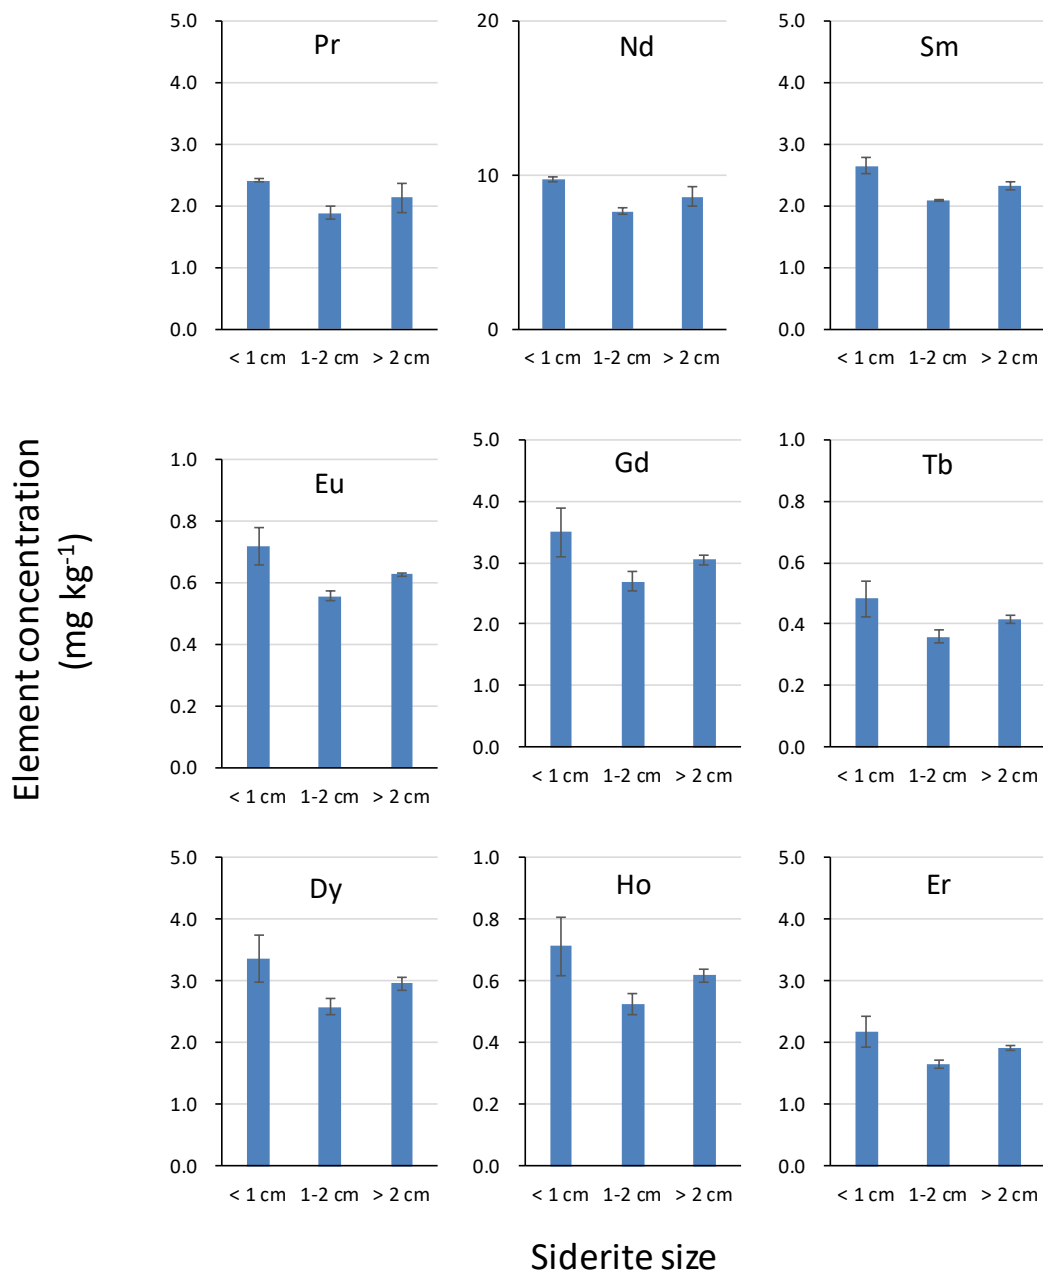 5.0
4.0
3.0
2.0
1.0
0.0
Pr
< 1 cm 1-2 cm > 2 cm
20
10
0
Nd
< 1 cm 1-2 cm > 2 cm
5.0
4.0
3.0
2.0
1.0
0.0
Sm
< 1 cm 1-2 cm > 2 cm
Element concentration
(mg kg⁻¹)
1.0
0.8
0.6
0.4
0.2
0.0
Eu
< 1 cm 1-2 cm > 2 cm
5.0
4.0
3.0
2.0
1.0
0.0
Gd
< 1 cm 1-2 cm > 2 cm
1.0
0.8
0.6
0.4
0.2
0.0
Tb
< 1 cm 1-2 cm > 2 cm
5.0
4.0
3.0
2.0
1.0
0.0
Dy
< 1 cm 1-2 cm > 2 cm
1.0
0.8
0.6
0.4
0.2
0.0
Ho
< 1 cm 1-2 cm > 2 cm
5.0
4.0
3.0
2.0
1.0
0.0
Er
< 1 cm 1-2 cm > 2 cm
Siderite size